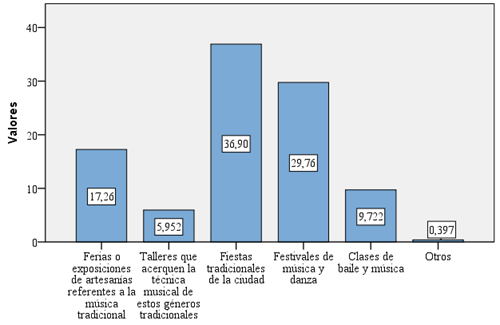 Valores
40
30
20
10
0
17,26
5,952
36,90
29,76
9,722
0,397
Ferias o
exposiciones
de artesanías
referentes a la
música
tradicional
Talleres que
acerquen la
técnica
musical de
estos géneros
tradicionales
Fiestas
tradicionales
de la ciudad
Festivales de
música y
danza
Clases de
baile y música
Otros